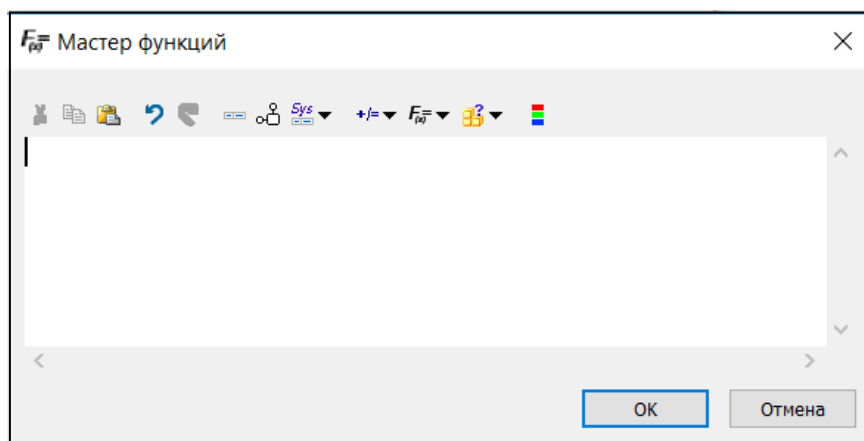 F(x)= Мастер функций
Sys +/= F(x)= ?
OK
Отмена